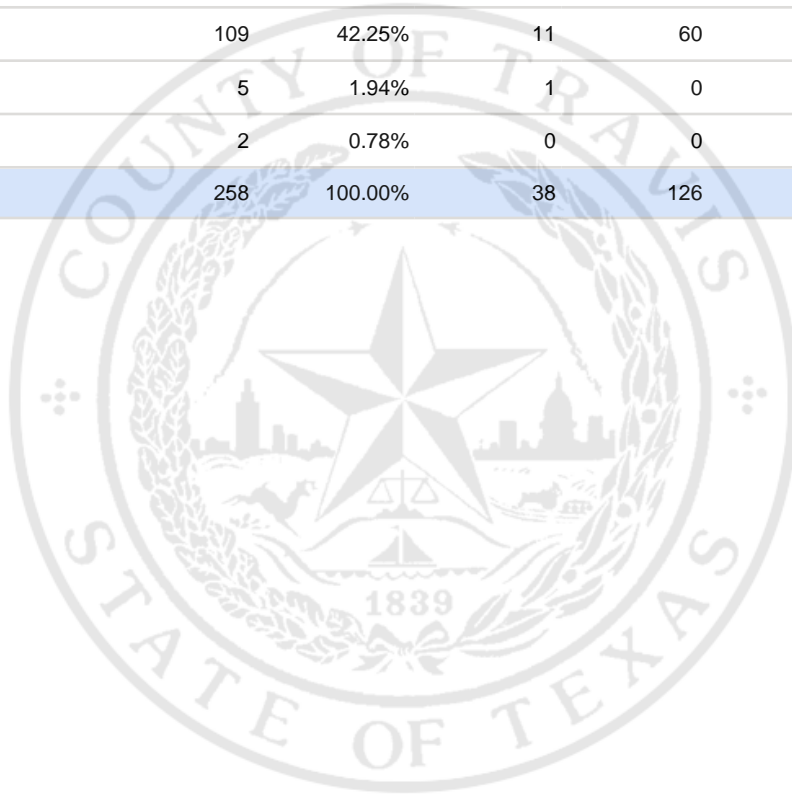 109 42.25% 11 60
5 1.94% 1 0
2 0.78% 0 0
258 100.00% 38 126
COUNTY OF TRAVIS
1839
STATE OF TEXAS